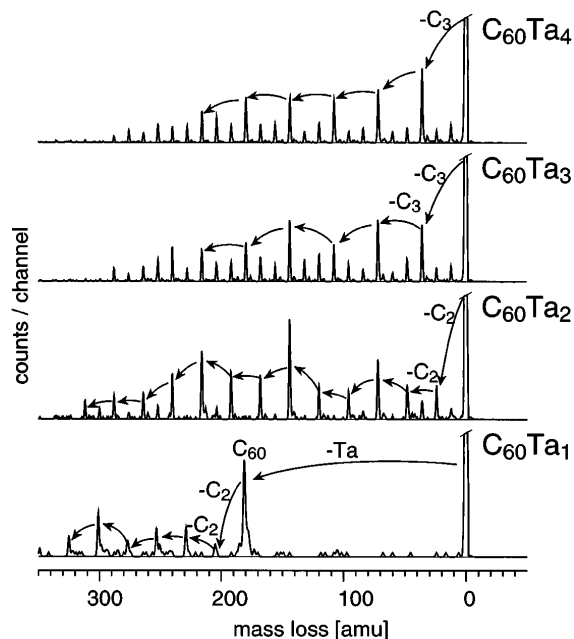 -C₃
C₆₀Ta₄
-C₃
-C₃
C₆₀Ta₃
-C₂
-C₂
C₆₀Ta₂
C₆₀
-Ta
C₆₀Ta₁
-C₂
-C₂
counts / channel
300
200
100
0
mass loss [amu]